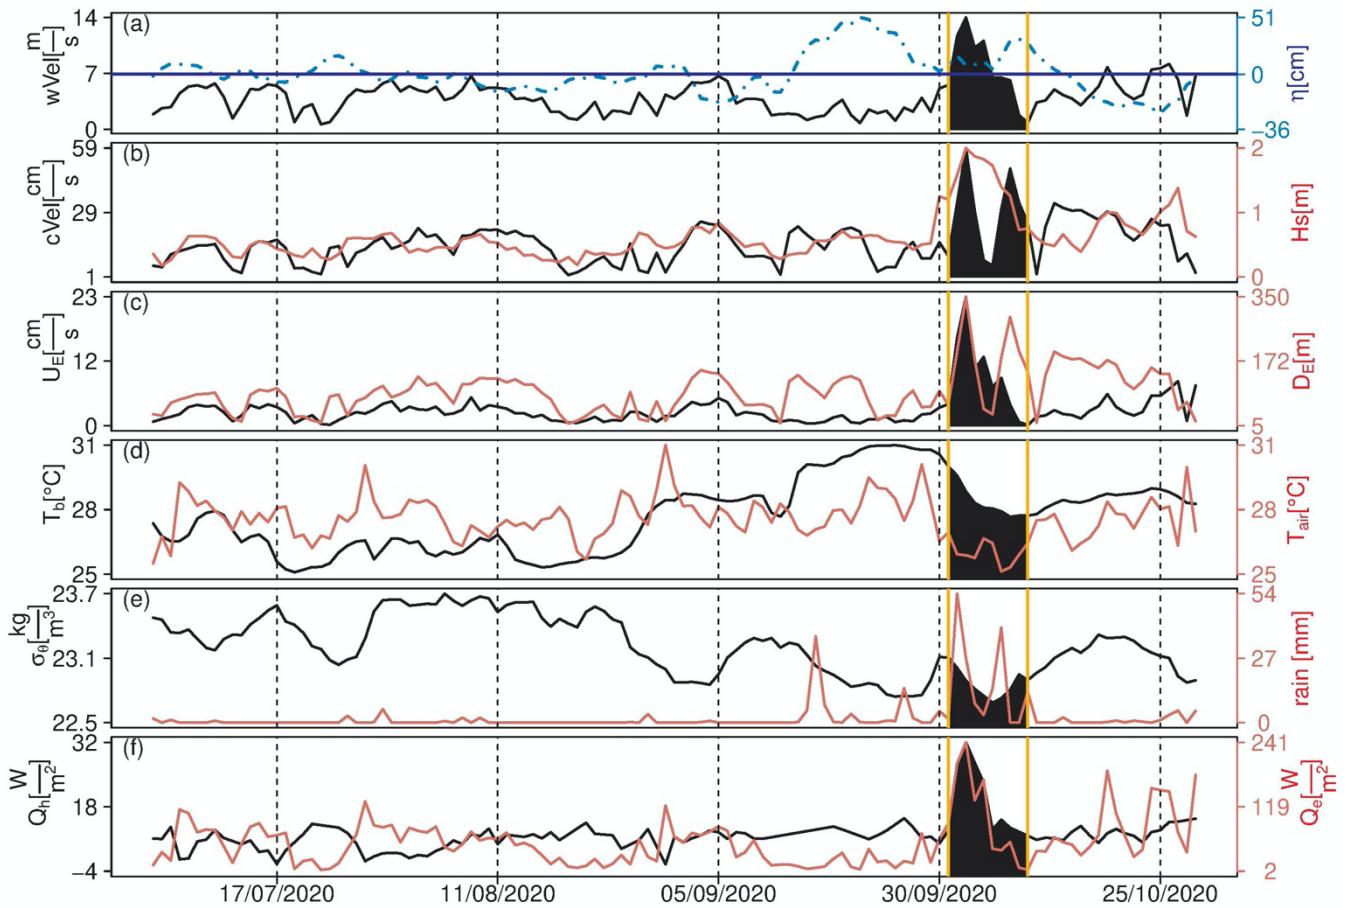 (a)
wVel[m/s]
14
7
0
51
0
−36
η[cm]
(b)
cVel[cm/s]
59
29
1
2
1
0
Hs[m]
(c)
U_E[cm/s]
23
12
0
350
172
5
D_E[m]
(d)
T_b[°C]
31
28
25
31
28
25
T_air[°C]
(e)
σ_θ[kg/m³]
23.7
23.1
22.5
54
27
0
rain [mm]
(f)
Q_h[W/m²]
32
18
−4
241
119
2
Q_e[W/m²]
17/07/2020 11/08/2020 05/09/2020 30/09/2020 25/10/2020